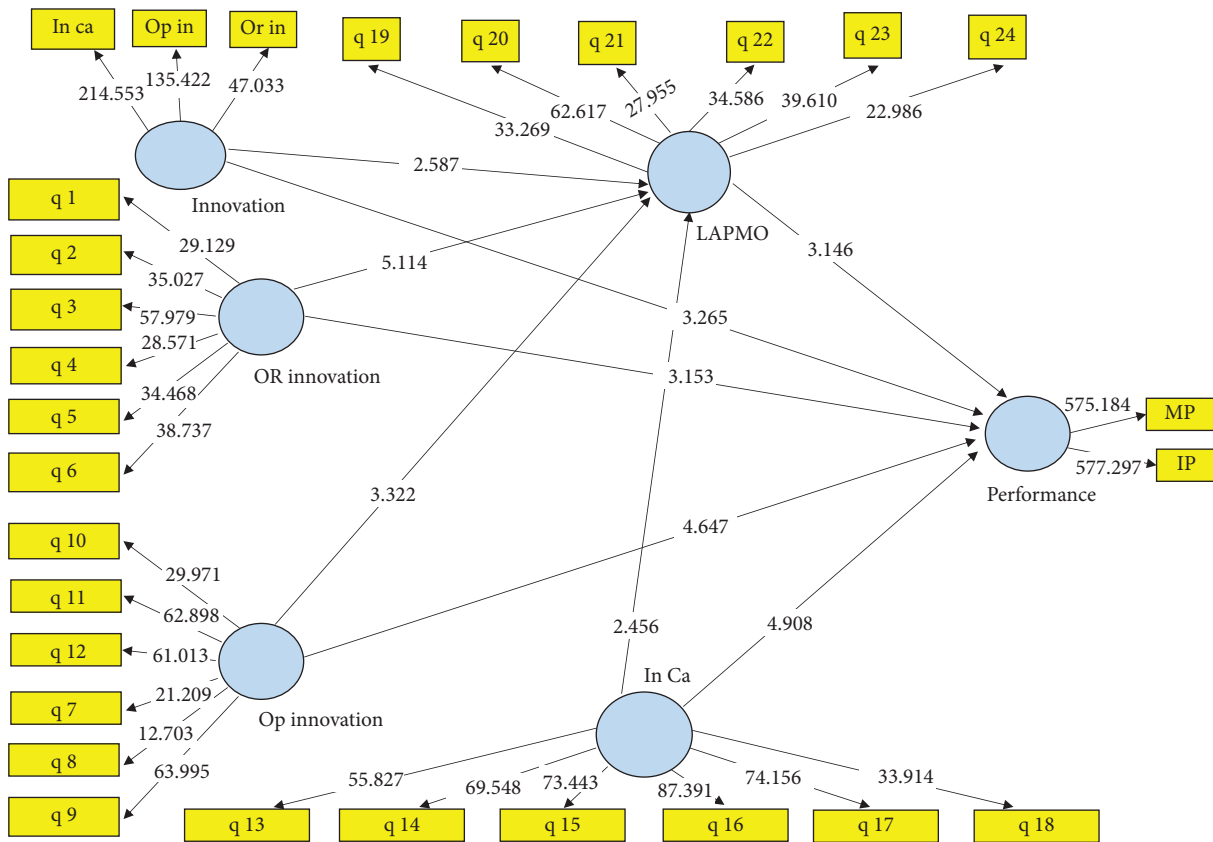 In ca
Op in
Or in
q 19
q 20
q 21
q 22
q 23
q 24
214.553
135.422
47.033
33.269
62.617
27.955
34.586
39.610
22.986
Innovation
2.587
LAPMO
q 1
q 2
q 3
q 4
q 5
q 6
29.129
35.027
57.979
28.571
34.468
38.737
OR innovation
5.114
3.146
3.265
3.153
575.184
MP
577.297
IP
Performance
3.322
4.647
q 10
q 11
q 12
q 7
q 8
q 9
29.971
62.898
61.013
21.209
12.703
63.995
Op innovation
2.456
4.908
In Ca
55.827
69.548
73.443
87.391
74.156
33.914
q 13
q 14
q 15
q 16
q 17
q 18